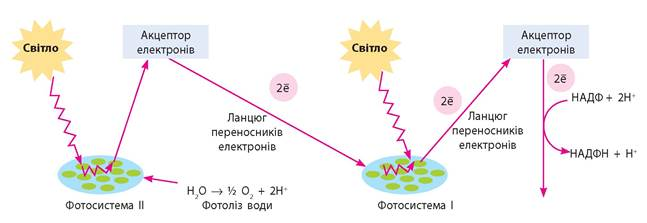 Світло
Акцептор
електронів
2ē
Ланцюг
переносників
електронів
Фотосистема II
H₂O → ½ O₂ + 2H⁺
Фотоліз води
Світло
Акцептор
електронів
2ē
Ланцюг
переносників
електронів
Фотосистема I
2ē
НАДФ + 2H⁺
НАДФН + H⁺